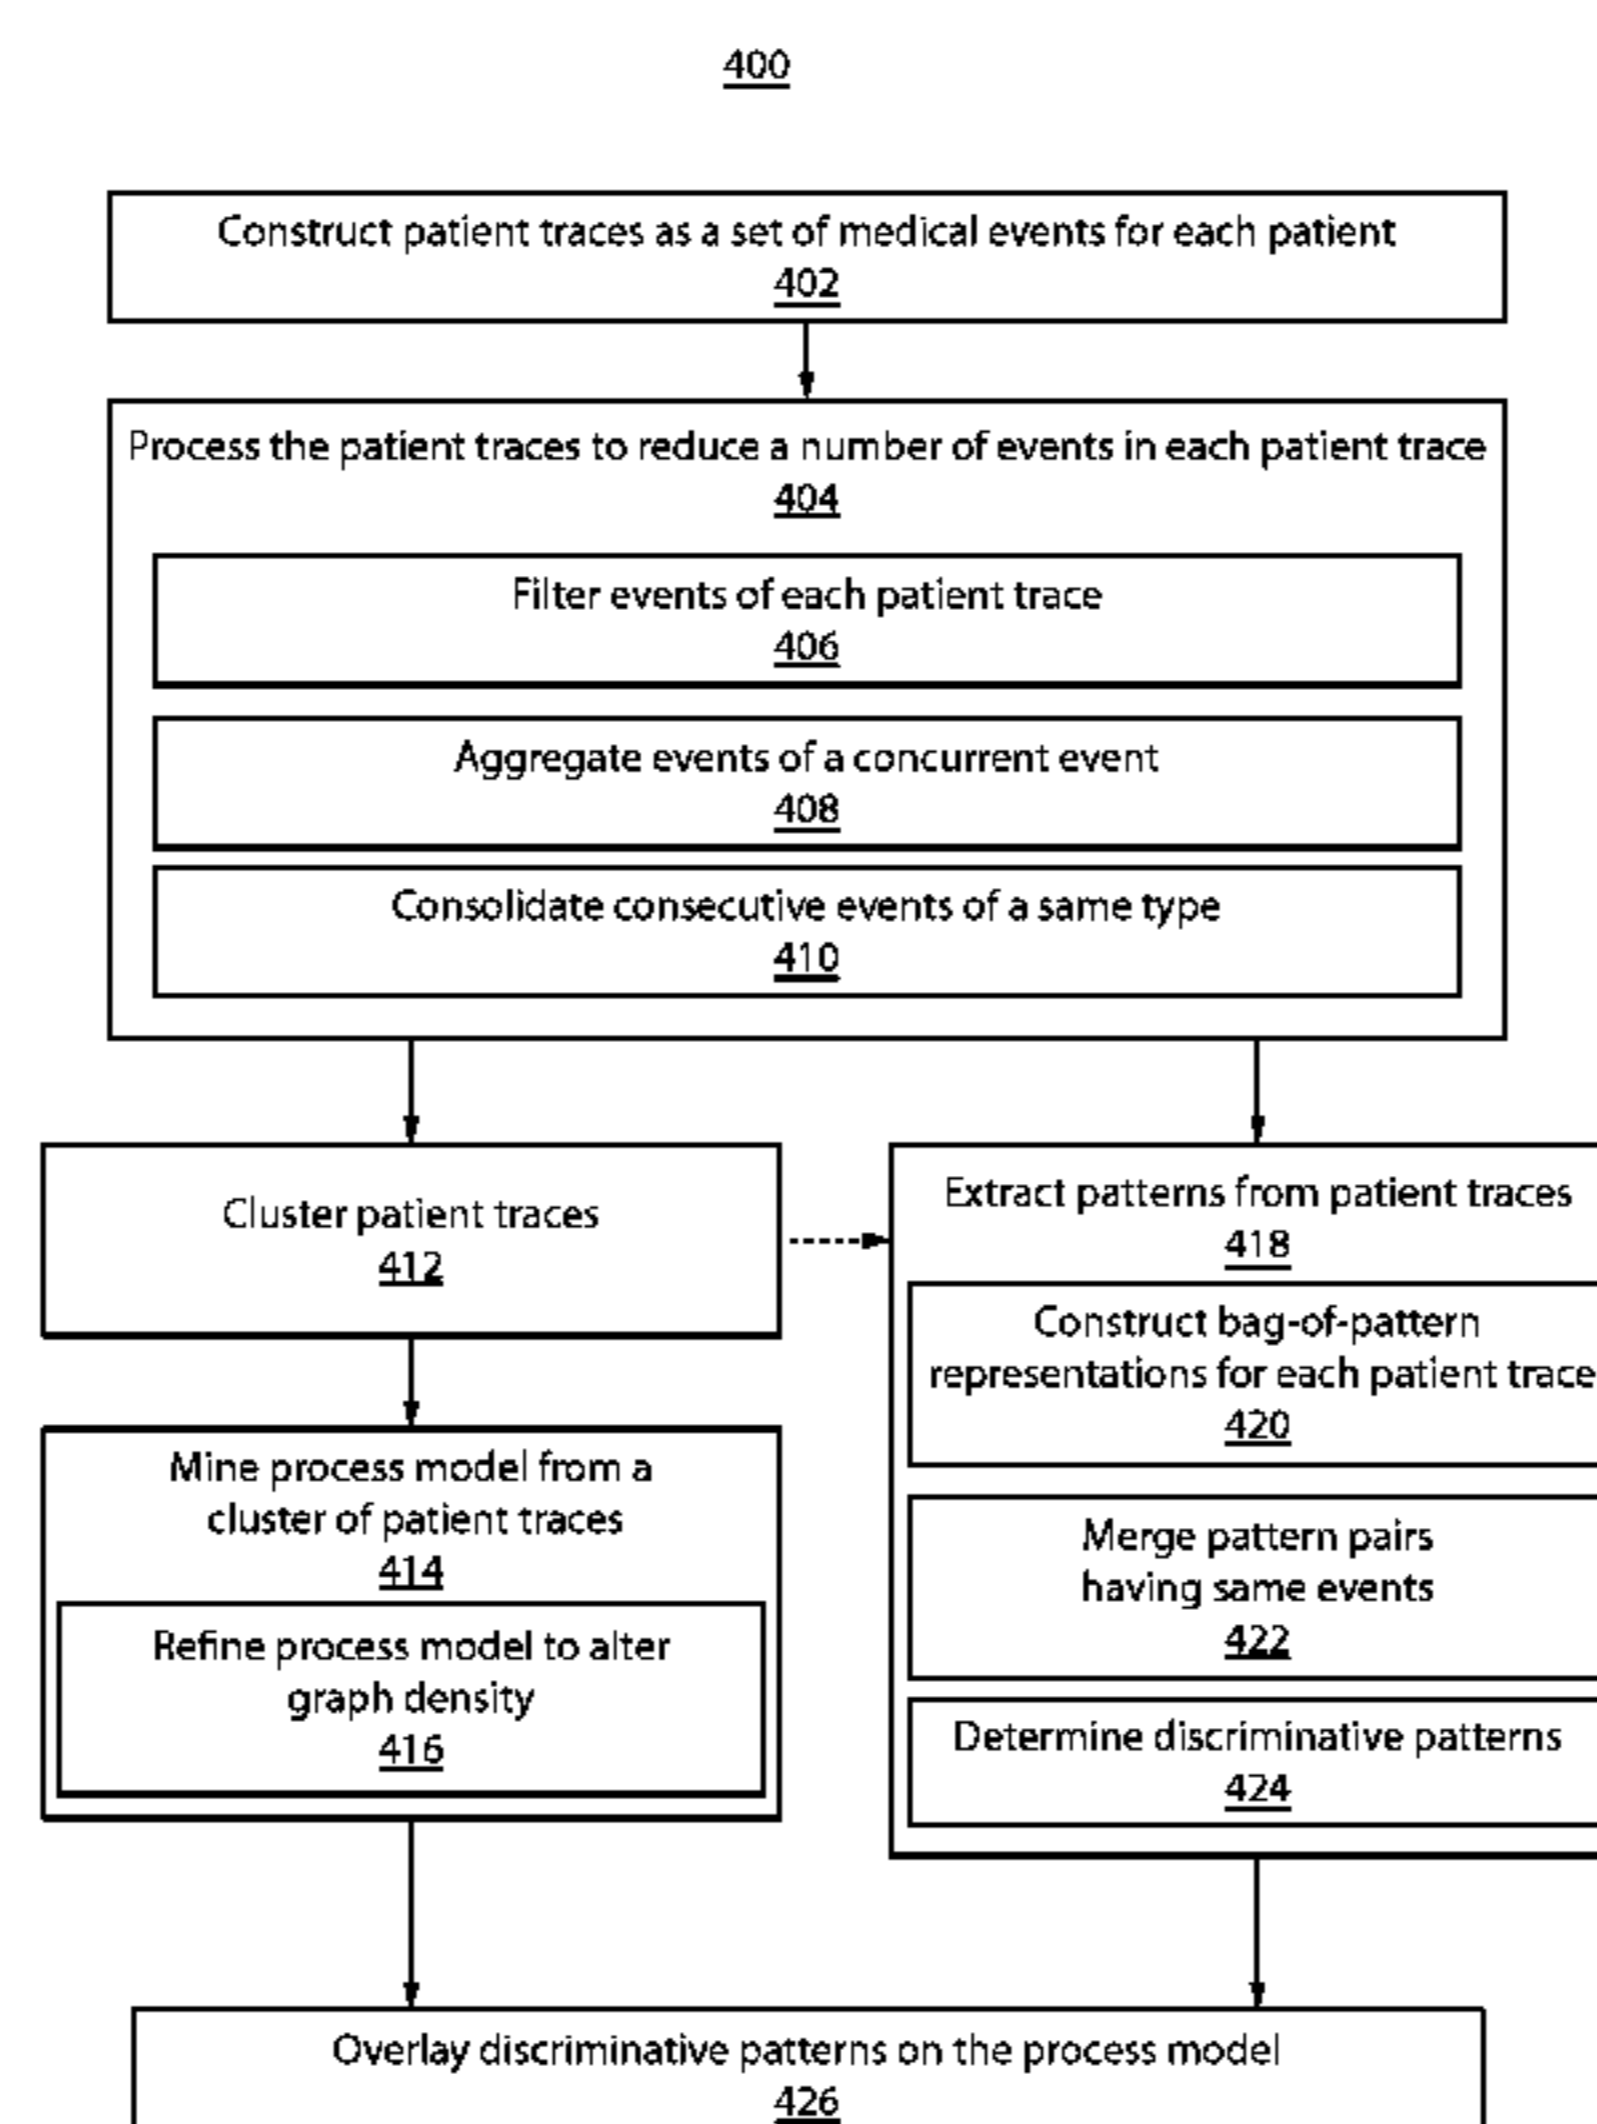 400
Construct patient traces as a set of medical events for each patient
402
Process the patient traces to reduce a number of events in each patient trace
404
Filter events of each patient trace
406
Aggregate events of a concurrent event
408
Consolidate consecutive events of a same type
410
Cluster patient traces
412
Mine process model from a
cluster of patient traces
414
Refine process model to alter
graph density
416
Extract patterns from patient traces
418
Construct bag-of-pattern
representations for each patient trace
420
Merge pattern pairs
having same events
422
Determine discriminative patterns
424
Overlay discriminative patterns on the process model
426